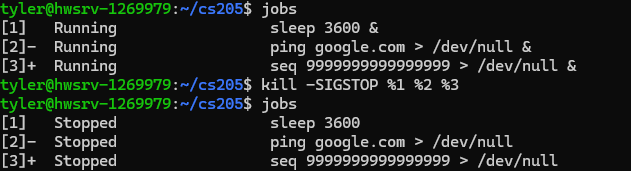 tyler@hwsrv-1269979:~/cs205$ jobs
[1]   Running                 sleep 3600 &
[2]-  Running                 ping google.com > /dev/null &
[3]+  Running                 seq 9999999999999999 > /dev/null &
tyler@hwsrv-1269979:~/cs205$ kill -SIGSTOP %1 %2 %3
tyler@hwsrv-1269979:~/cs205$ jobs
[1]   Stopped                 sleep 3600
[2]-  Stopped                 ping google.com > /dev/null
[3]+  Stopped                 seq 9999999999999999 > /dev/null